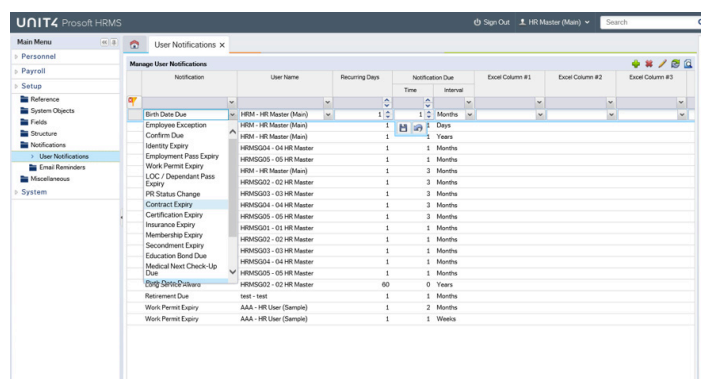 UNIT4 Prosoft HRMS
Sign Out HR Master (Main) Search
Main Menu
User Notifications ×
Personnel
Payroll
Setup
Reference
System Objects
Fields
Structure
Notifications
User Notifications
Email Reminders
Miscellaneous
System
Manage User Notifications
Notification User Name Recurring Days Notification Due Excel Column #1 Excel Column #2 Excel Column #3
Time Interval
Birth Date Due HRM - HR Master (Main) 1 1 Months
Employee Exception HRM - HR Master (Main) 1 1 Days
Confirm Due HRM - HR Master (Main) 1 1 Years
Identity Expiry HRMSG04 - 04 HR Master 1 1 Months
Employment Pass Expiry HRMSG05 - 05 HR Master 1 1 Months
Work Permit Expiry HRM - HR Master (Main) 1 3 Months
LOC / Dependant Pass
Expiry HRMSG02 - 02 HR Master 1 3 Months
PR Status Change HRMSG03 - 03 HR Master 1 3 Months
Contract Expiry HRMSG04 - 04 HR Master 1 3 Months
Certification Expiry HRMSG05 - 05 HR Master 1 3 Months
Insurance Expiry HRMSG01 - 01 HR Master 1 1 Months
Membership Expiry HRMSG02 - 02 HR Master 1 1 Months
Secondment Expiry HRMSG03 - 03 HR Master 1 1 Months
Education Bond Due HRMSG04 - 04 HR Master 1 1 Months
Medical Next Check-Up
Due HRMSG05 - 05 HR Master 1 1 Months
Long Service Award HRMSG02 - 02 HR Master 60 0 Years
Retirement Due test - test 1 1 Months
Work Permit Expiry AAA - HR User (Sample) 1 2 Months
Work Permit Expiry AAA - HR User (Sample) 1 1 Weeks